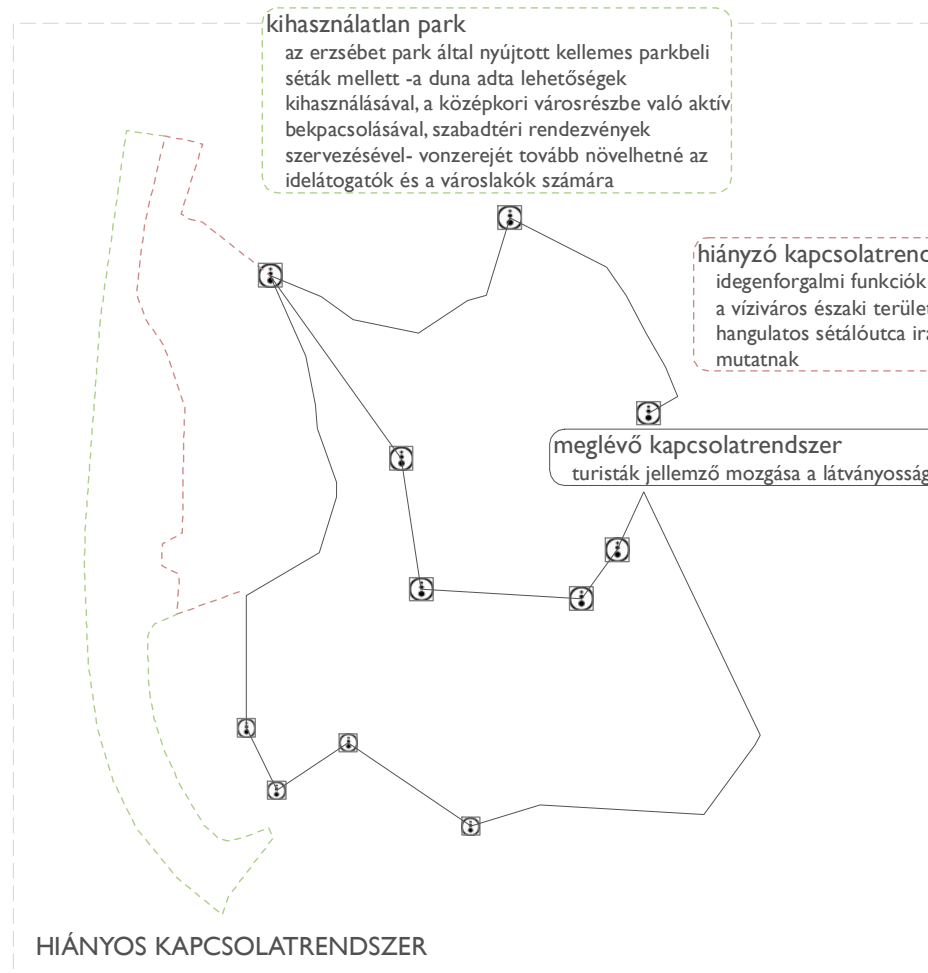 kihasználatlan park
az erzsébet park által nyújtott kellemes parkbeli
séták mellett -a duna adta lehetőségek
kihasználásával, a középkori városrészbe való aktív
bekpacsolásával, szabadtéri rendezvények
szervezésével- vonzerejét tovább növelhetné az
idelátogatók és a városlakók számára
hiányzó kapcsolatrend
idegenforgalmi funkciók
a víziváros északi terület
hangulatos sétálóutca irá
mutatnak
meglévő kapcsolatrendszer
turisták jellemző mozgása a látványosság
HIÁNYOS KAPCSOLATRENDSZER